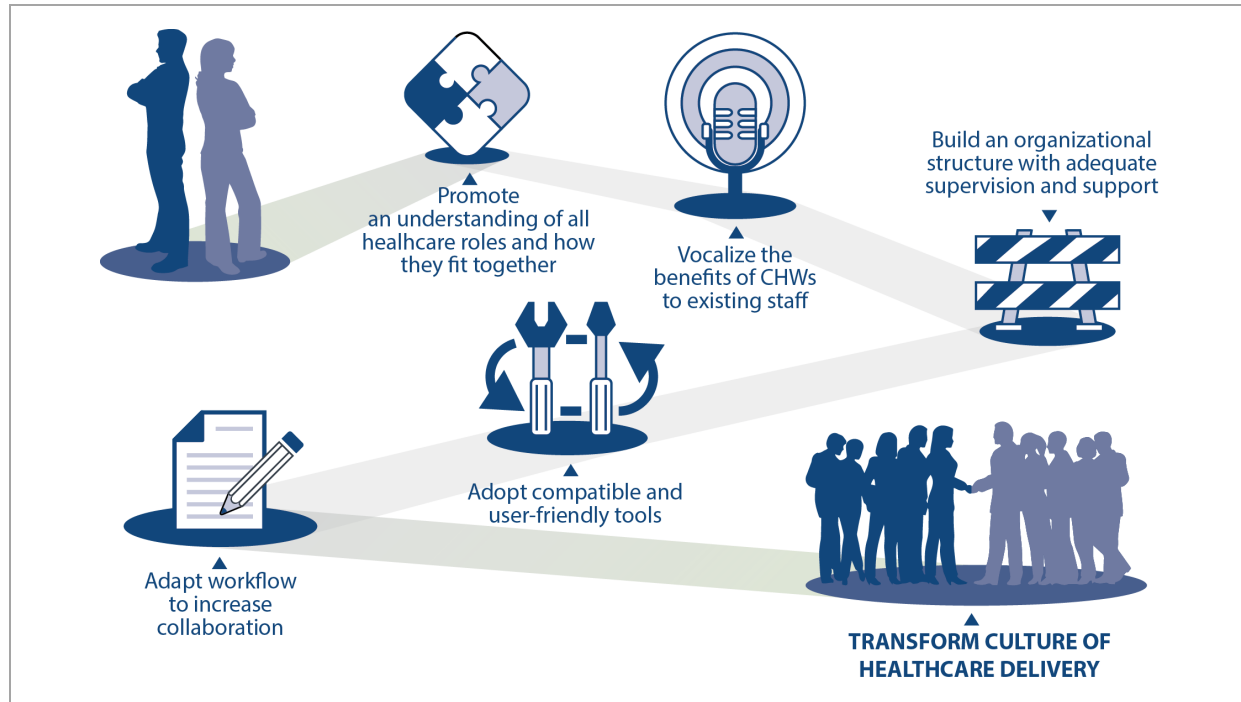 Promote
an understanding of all
healhcare roles and how
they fit together
Vocalize the
benefits of CHWs
to existing staff
Build an organizational
structure with adequate
supervision and support
Adopt compatible and
user-friendly tools
Adapt workflow
to increase
collaboration
TRANSFORM CULTURE OF
HEALTHCARE DELIVERY